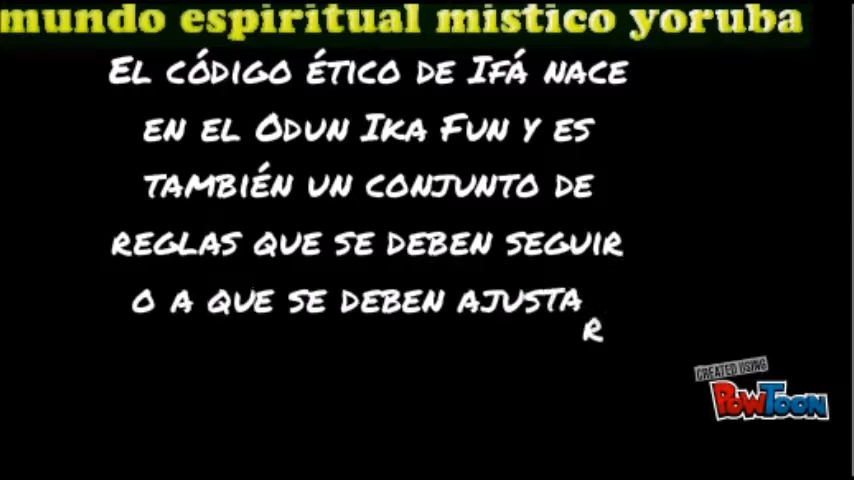 mundo espiritual mistico yoruba
El código ético de Ifá nace
en el Odun Ika Fun y es
también un conjunto de
reglas que se deben seguir
o a que se deben ajustar
CREATED USING
PowToon